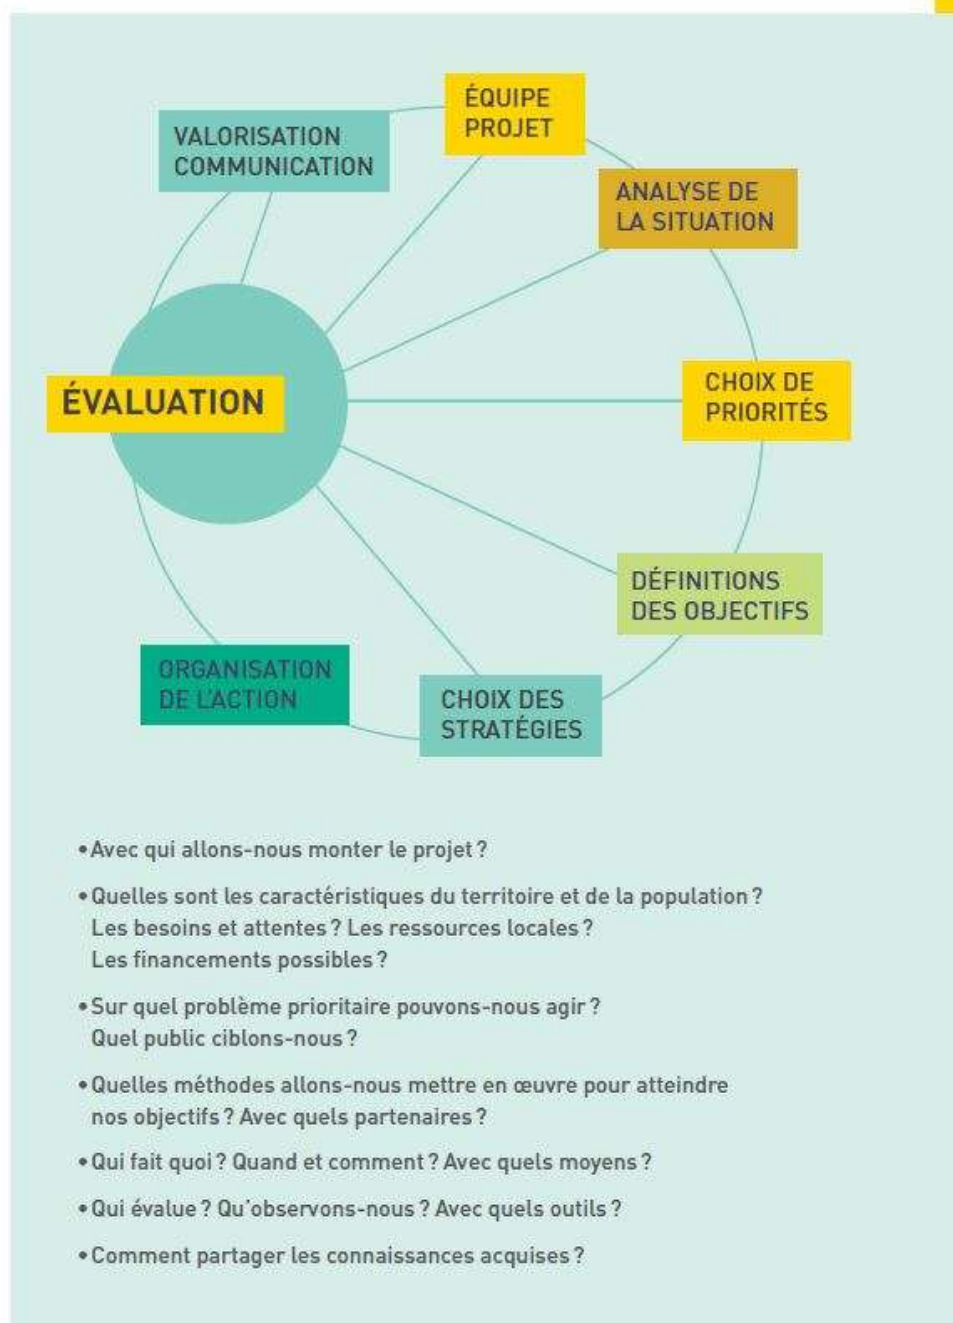 ÉQUIPE
PROJET
VALORISATION
COMMUNICATION
ANALYSE DE
LA SITUATION
CHOIX DE
PRIORITÉS
ÉVALUATION
DÉFINITIONS
DES OBJECTIFS
ORGANISATION
DE L'ACTION
CHOIX DES
STRATÉGIES
•Avec qui allons-nous monter le projet ?
•Quelles sont les caractéristiques du territoire et de la population ?
Les besoins et attentes ? Les ressources locales ?
Les financements possibles ?
•Sur quel problème prioritaire pouvons-nous agir ?
Quel public ciblons-nous ?
•Quelles méthodes allons-nous mettre en œuvre pour atteindre
nos objectifs ? Avec quels partenaires ?
•Qui fait quoi ? Quand et comment ? Avec quels moyens ?
•Qui évalue ? Qu'observons-nous ? Avec quels outils ?
•Comment partager les connaissances acquises ?